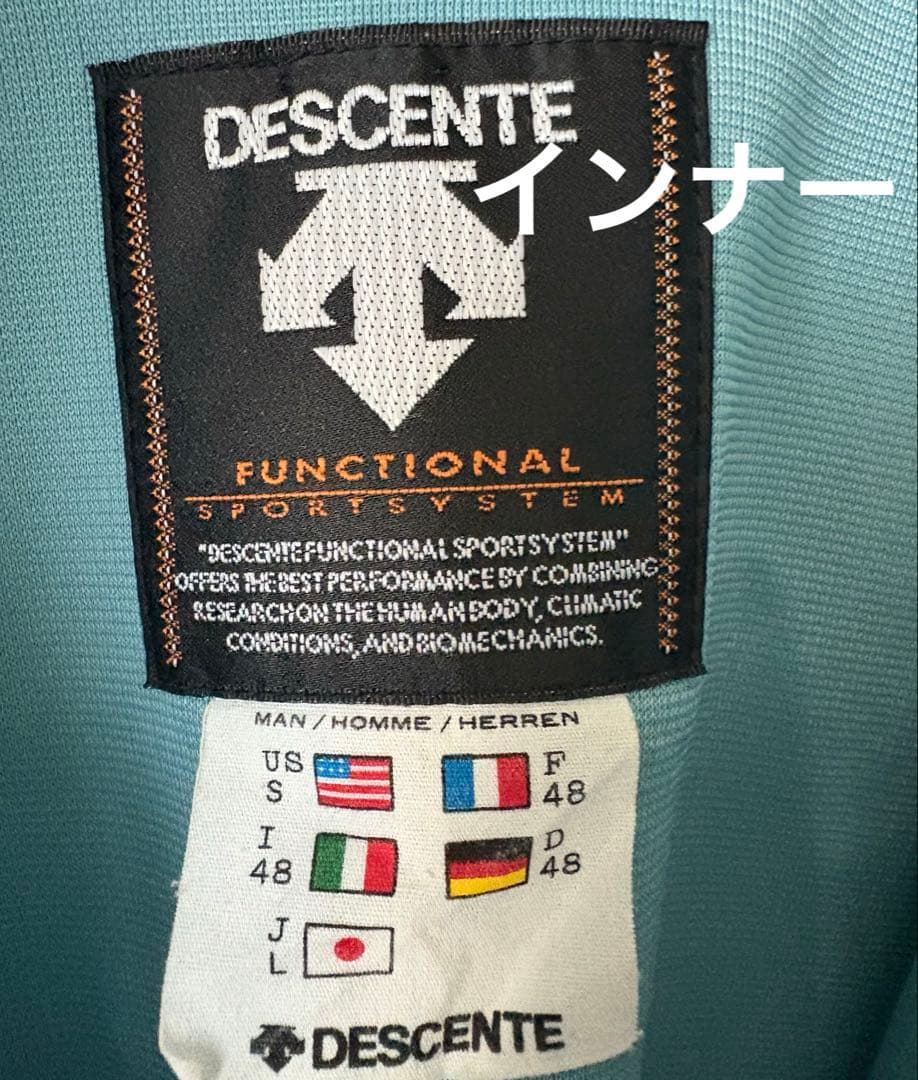 DESCENTE
インナー
FUNCTIONAL
SPORTSYSTEM
"DESCENTE FUNCTIONAL SPORTSYSTEM"
OFFERS THE BEST PERFORMANCE BY COMBINING
RESEARCH ON THE HUMAN BODY, CLIMATIC
CONDITIONS, AND BIOMECHANICS.
MAN / HOMME / HERREN
US F
S 48
I D
48 48
J
L
DESCENTE